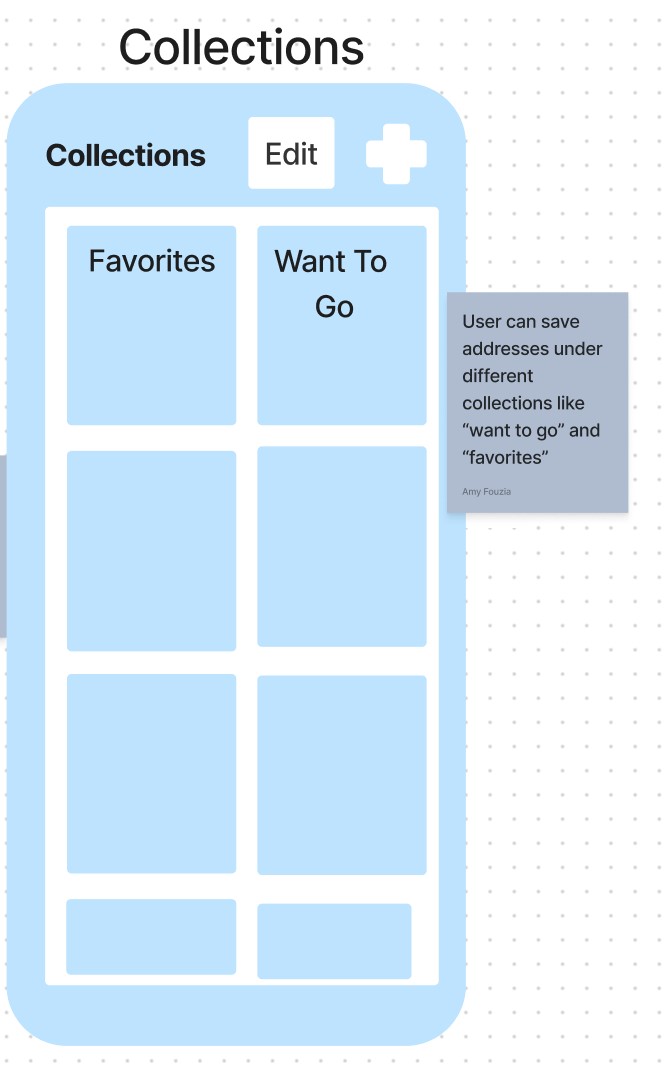 Collections
Collections
Edit
Favorites
Want To
Go
User can save
addresses under
different
collections like
“want to go” and
“favorites”
Amy Fouzia